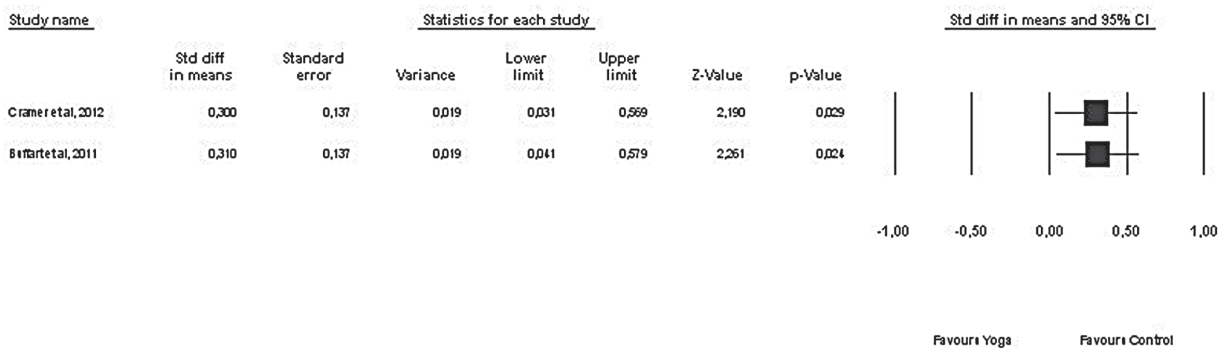 Study name Statistics for each study Std diff in means and 95% CI
Std diff Standard Lower Upper
in means error Variance limit limit Z-Value p-Value
Cramer et al, 2012 0,300 0,137 0,019 0,031 0,569 2,190 0,029
Buffart et al, 2011 0,310 0,137 0,019 0,041 0,579 2,261 0,024
-1,00 -0,50 0,00 0,50 1,00
Favours Yoga Favours Control